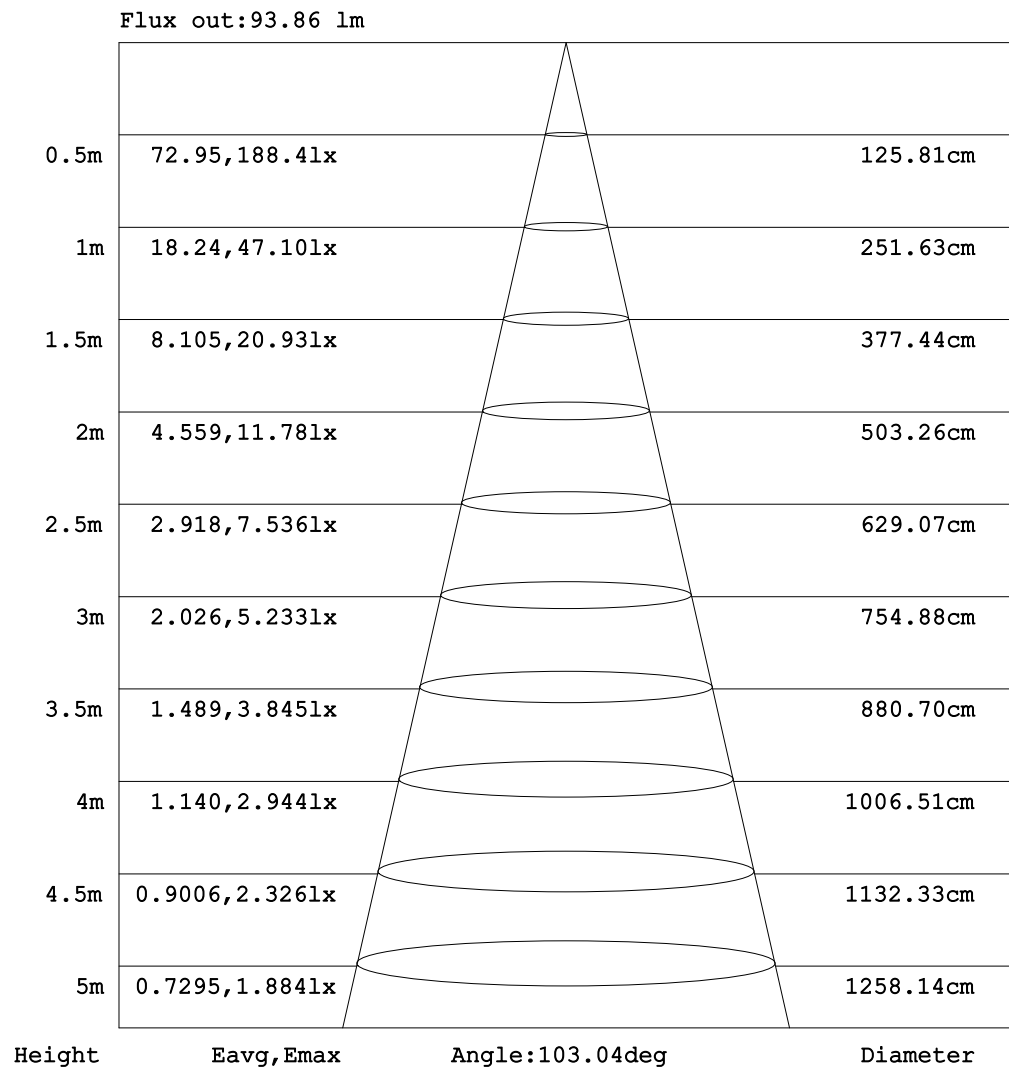 Flux out:93.86 lm
0.5m 72.95,188.4lx 125.81cm
1m 18.24,47.10lx 251.63cm
1.5m 8.105,20.93lx 377.44cm
2m 4.559,11.78lx 503.26cm
2.5m 2.918,7.536lx 629.07cm
3m 2.026,5.233lx 754.88cm
3.5m 1.489,3.845lx 880.70cm
4m 1.140,2.944lx 1006.51cm
4.5m 0.9006,2.326lx 1132.33cm
5m 0.7295,1.884lx 1258.14cm
Height Eavg,Emax Angle:103.04deg Diameter